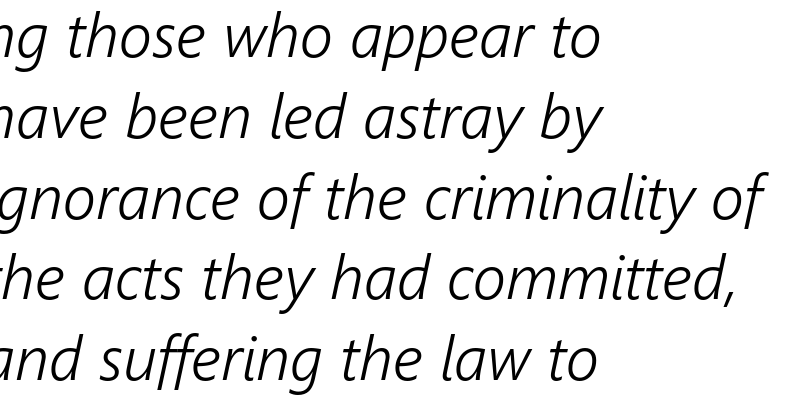 ng those who appear to
have been led astray by
gnorance of the criminality of
the acts they had committed,
and suffering the law to